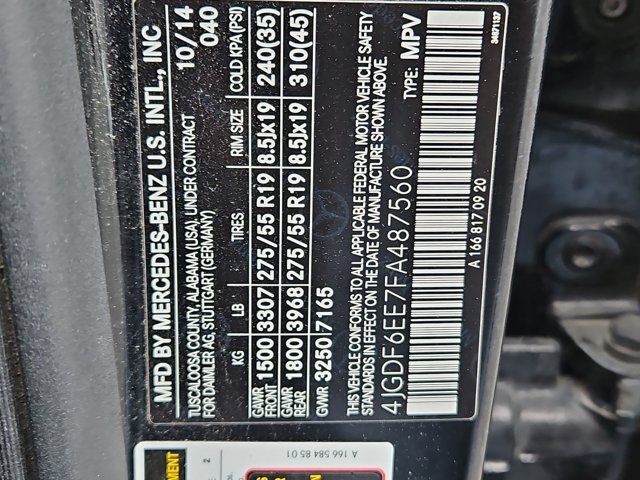 MFD BY MERCEDES-BENZ U.S. INTL., INC
TUSCALOOSA COUNTY, ALABAMA (USA), UNDER CONTRACT 10/14
FOR DAIMLER AG, STUTTGART (GERMANY) 040
KG LB TIRES RIM SIZE COLD KPA(PSI)
GAWR FRONT 1500 3307 275/55 R19 8.5Jx19 240(35)
GAWR REAR 1800 3968 275/55 R19 8.5Jx19 310(45)
GVWR 3250 7165
THIS VEHICLE CONFORMS TO ALL APPLICABLE FEDERAL MOTOR VEHICLE SAFETY
STANDARDS IN EFFECT ON THE DATE OF MANUFACTURE SHOWN ABOVE.
4JGDF6EE7FA487560 TYPE: MPV
A 166 817 09 20
34871137
A 166 584 85 01